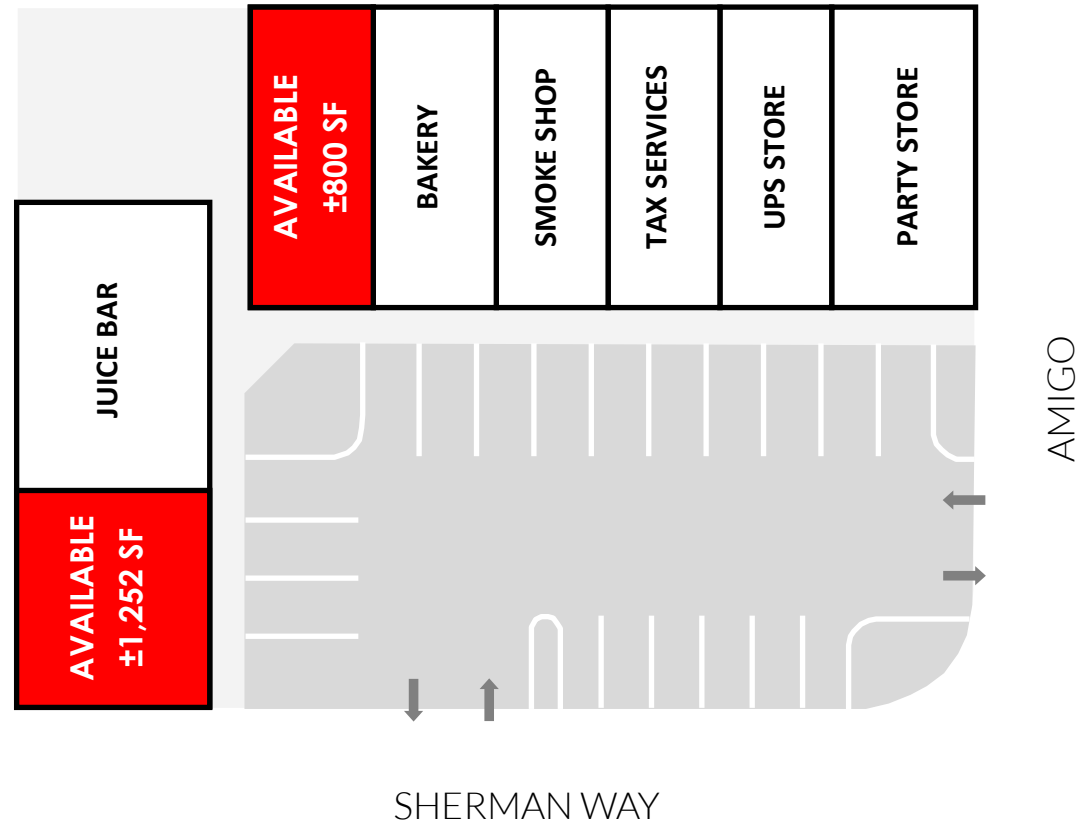 AVAILABLE
±800 SF
BAKERY
SMOKE SHOP
TAX SERVICES
UPS STORE
PARTY STORE
JUICE BAR
AVAILABLE
±1,252 SF
AMIGO
SHERMAN WAY